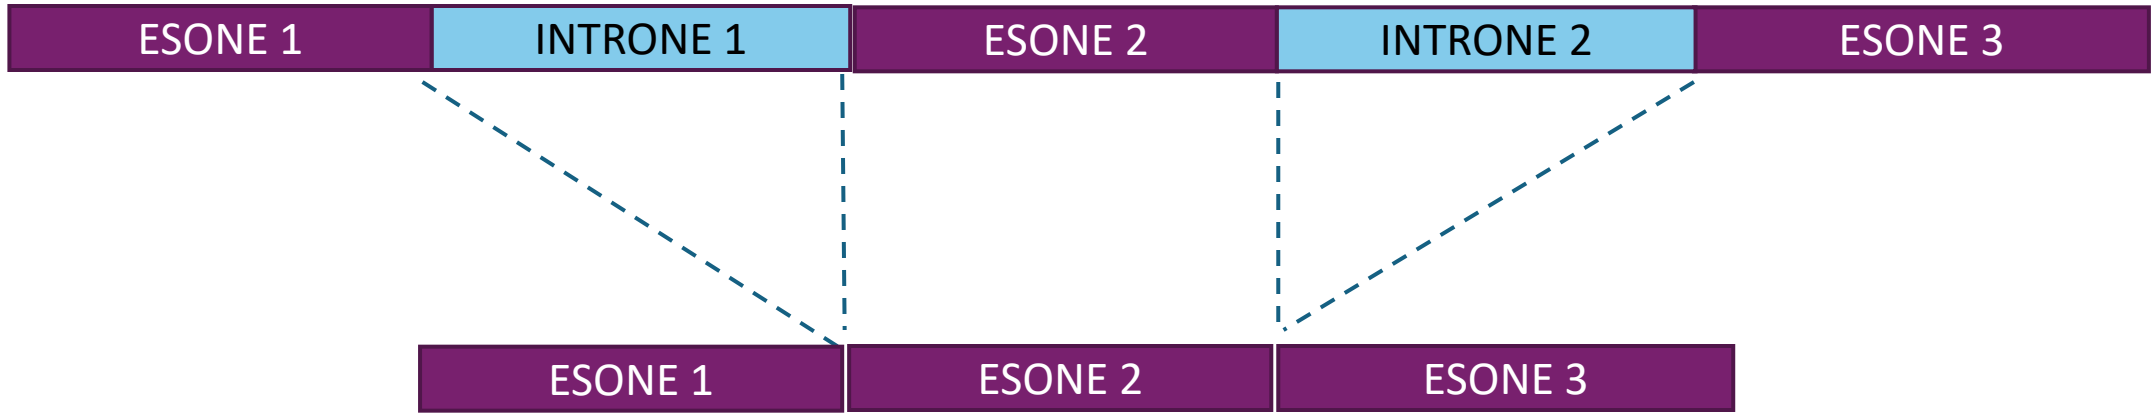 ESONE 1 INTRONE 1 ESONE 2 INTRONE 2 ESONE 3
ESONE 1 ESONE 2 ESONE 3